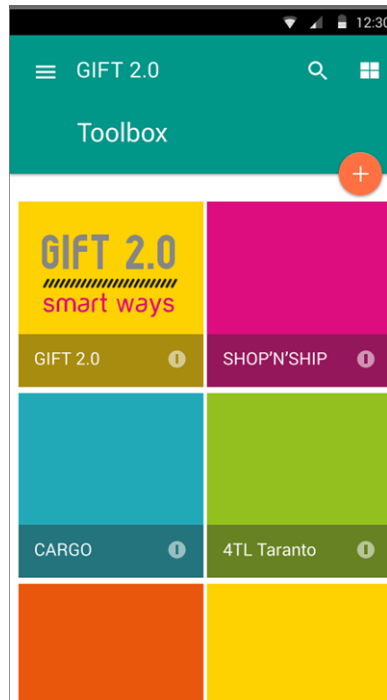 12:30
GIFT 2.0
Toolbox
GIFT 2.0
smart ways
GIFT 2.0
SHOP'N'SHIP
CARGO
4TL Taranto